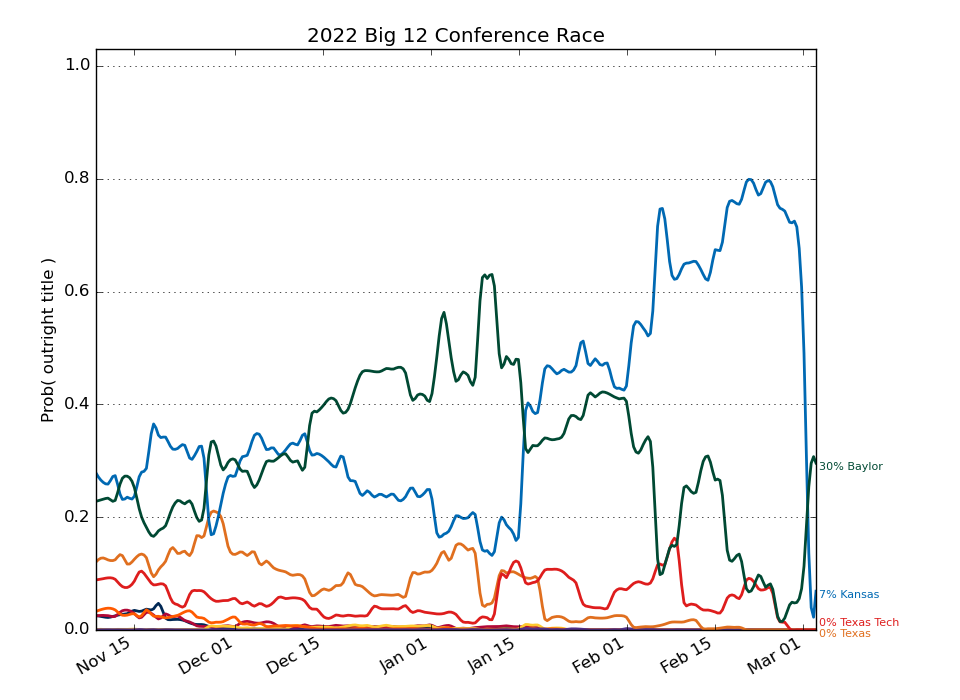 2022 Big 12 Conference Race
Prob( outright title )
1.0
0.8
0.6
0.4
0.2
0.0
Nov 15
Dec 01
Dec 15
Jan 01
Jan 15
Feb 01
Feb 15
Mar 01
30% Baylor
7% Kansas
0% Texas Tech
0% Texas